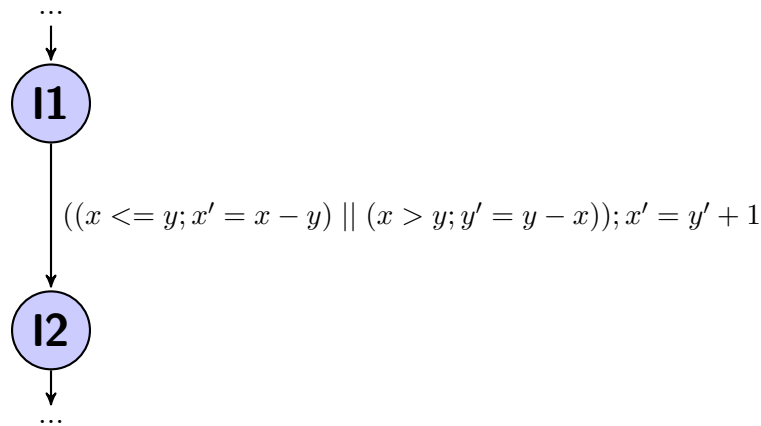 ...
l1
((x <= y; x′ = x − y) || (x > y; y′ = y − x)); x′ = y′ + 1
l2
...